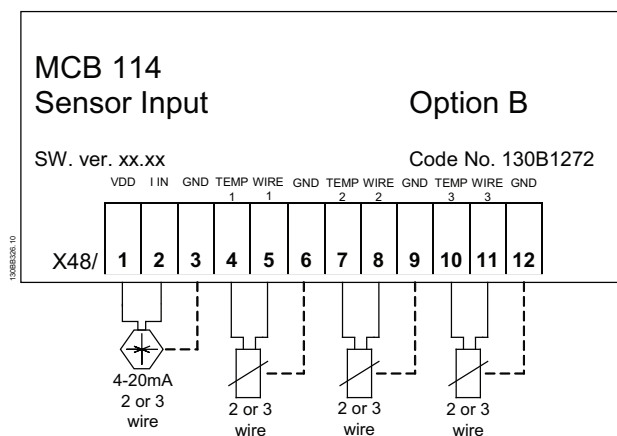 MCB 114
Sensor Input Option B
SW. ver. xx.xx Code No. 130B1272
VDD I IN GND TEMP 1 WIRE 1 GND TEMP 2 WIRE 2 GND TEMP 3 WIRE 3 GND
X48/ 1 2 3 4 5 6 7 8 9 10 11 12
130BB326.10
4-20mA
2 or 3
wire
2 or 3
wire
2 or 3
wire
2 or 3
wire